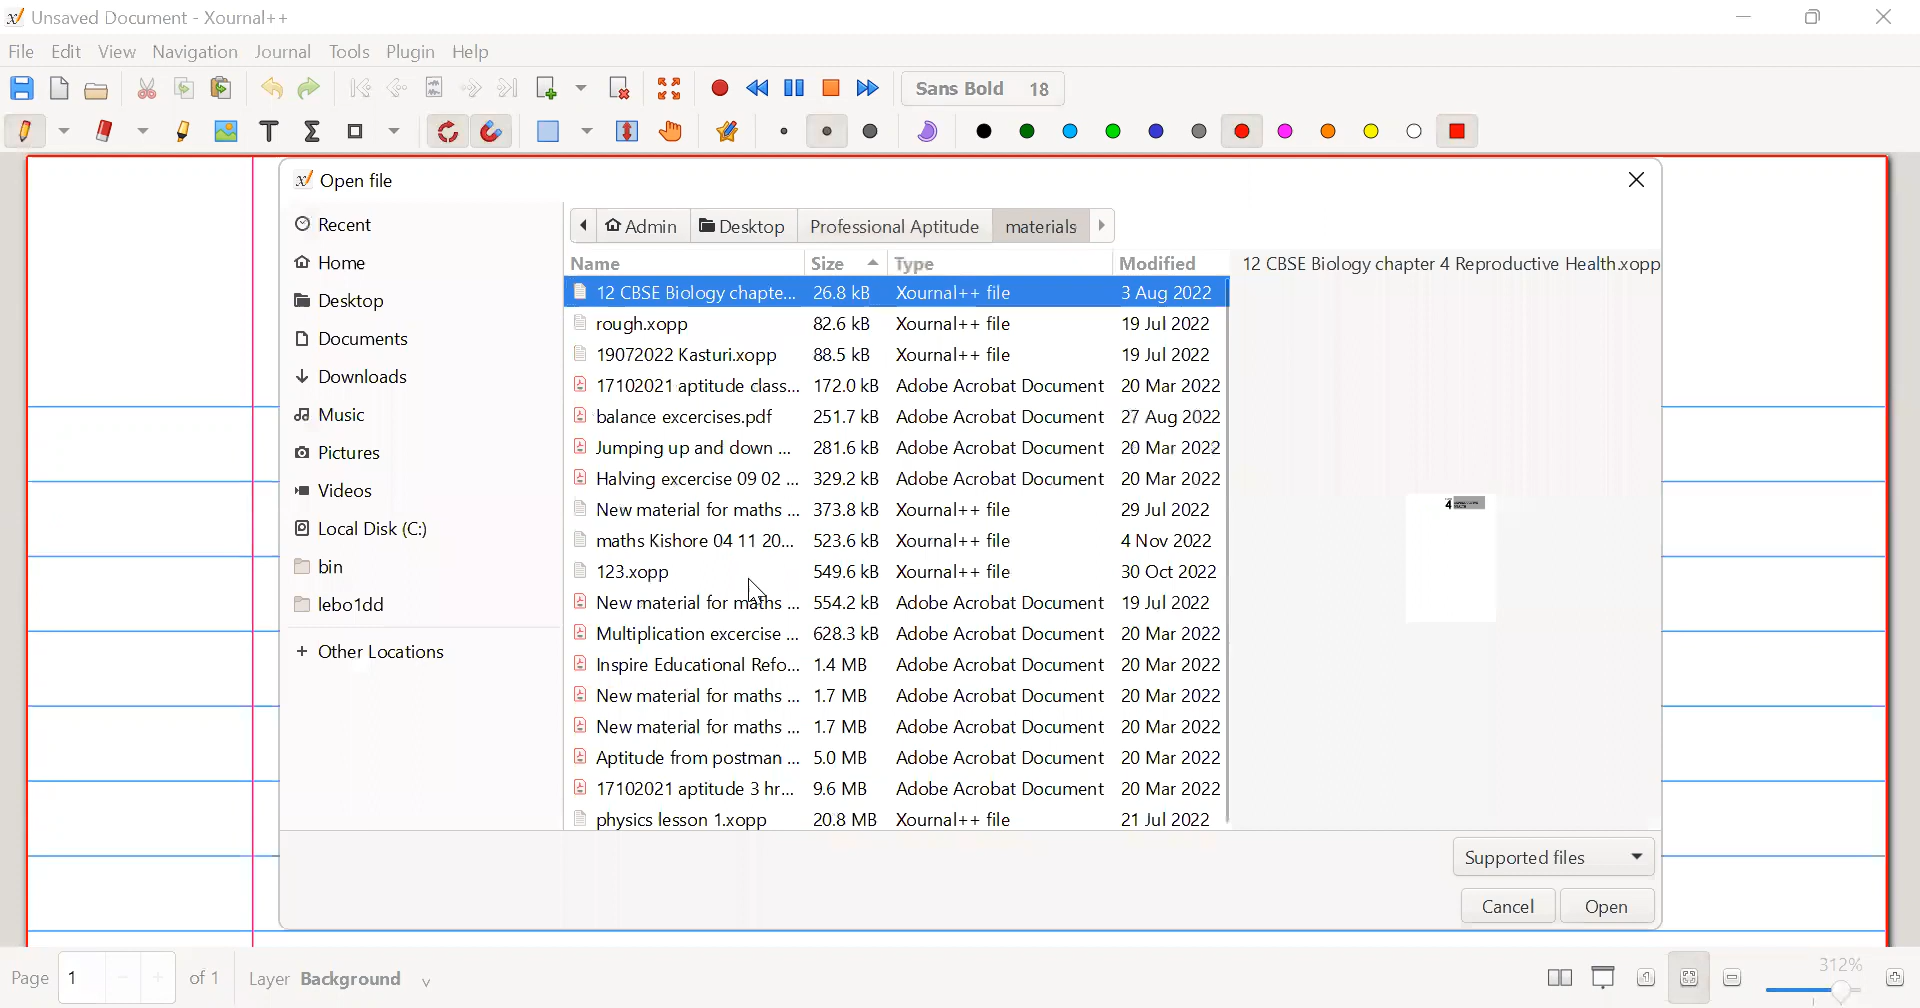 Unsaved Document - Xournal++
File Edit View Navigation Journal Tools Plugin Help
Sans Bold 18
Open file
Recent
Home
Desktop
Documents
Downloads
Music
Pictures
Videos
Local Disk (C:)
bin
lebo1dd
+ Other Locations
Admin Desktop Professional Aptitude materials
Name Size Type Modified
12 CBSE Biology chapte... 26.8 kB Xournal++ file 3 Aug 2022
rough.xopp 82.6 kB Xournal++ file 19 Jul 2022
19072022 Kasturi.xopp 88.5 kB Xournal++ file 19 Jul 2022
17102021 aptitude class... 172.0 kB Adobe Acrobat Document 20 Mar 2022
balance excercises.pdf 251.7 kB Adobe Acrobat Document 27 Aug 2022
Jumping up and down ... 281.6 kB Adobe Acrobat Document 20 Mar 2022
Halving excercise 09 02 ... 329.2 kB Adobe Acrobat Document 20 Mar 2022
New material for maths ... 373.8 kB Xournal++ file 29 Jul 2022
maths Kishore 04 11 20... 523.6 kB Xournal++ file 4 Nov 2022
123.xopp 549.6 kB Xournal++ file 30 Oct 2022
New material for maths ... 554.2 kB Adobe Acrobat Document 19 Jul 2022
Multiplication excercise ... 628.3 kB Adobe Acrobat Document 20 Mar 2022
Inspire Educational Refo... 1.4 MB Adobe Acrobat Document 20 Mar 2022
New material for maths ... 1.7 MB Adobe Acrobat Document 20 Mar 2022
New material for maths ... 1.7 MB Adobe Acrobat Document 20 Mar 2022
Aptitude from postman ... 5.0 MB Adobe Acrobat Document 20 Mar 2022
17102021 aptitude 3 hr... 9.6 MB Adobe Acrobat Document 20 Mar 2022
physics lesson 1.xopp 20.8 MB Xournal++ file 21 Jul 2022
12 CBSE Biology chapter 4 Reproductive Health.xopp
4
Supported files
Cancel Open
Page 1 of 1 Layer Background
312%